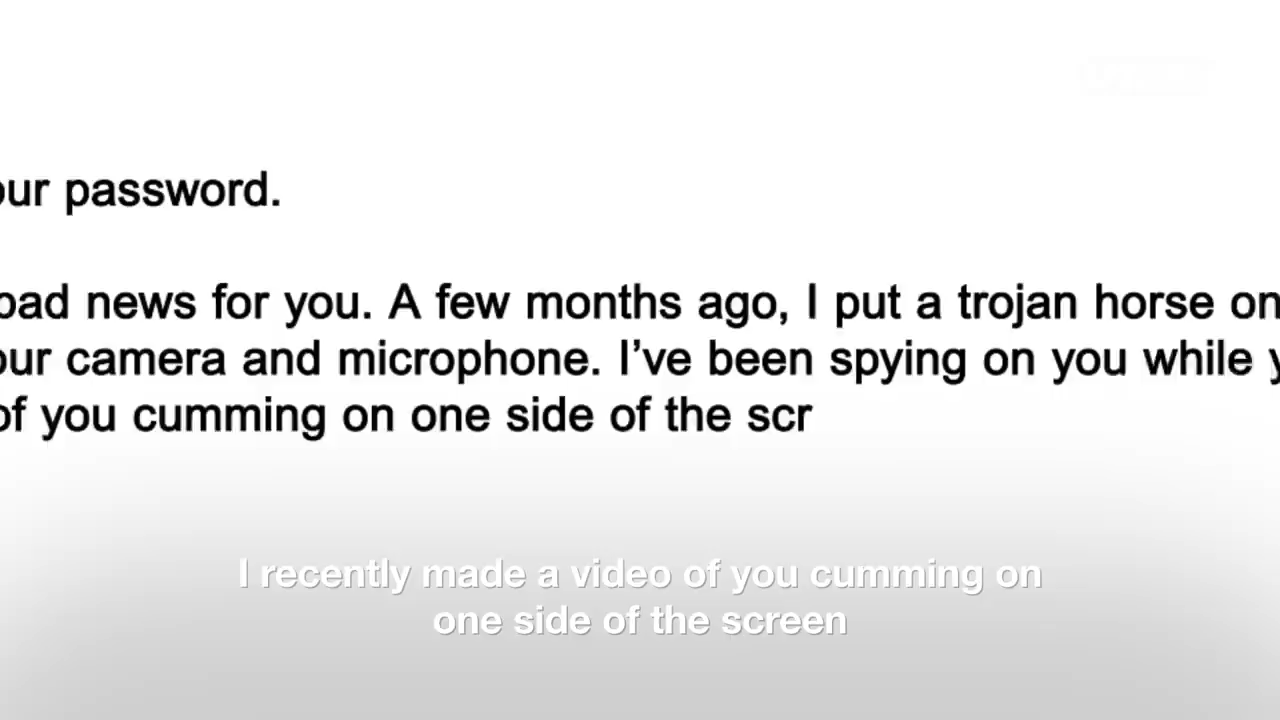 our password.
bad news for you. A few months ago, I put a trojan horse on
our camera and microphone. I’ve been spying on you while y
of you cumming on one side of the scr
I recently made a video of you cumming on
one side of the screen